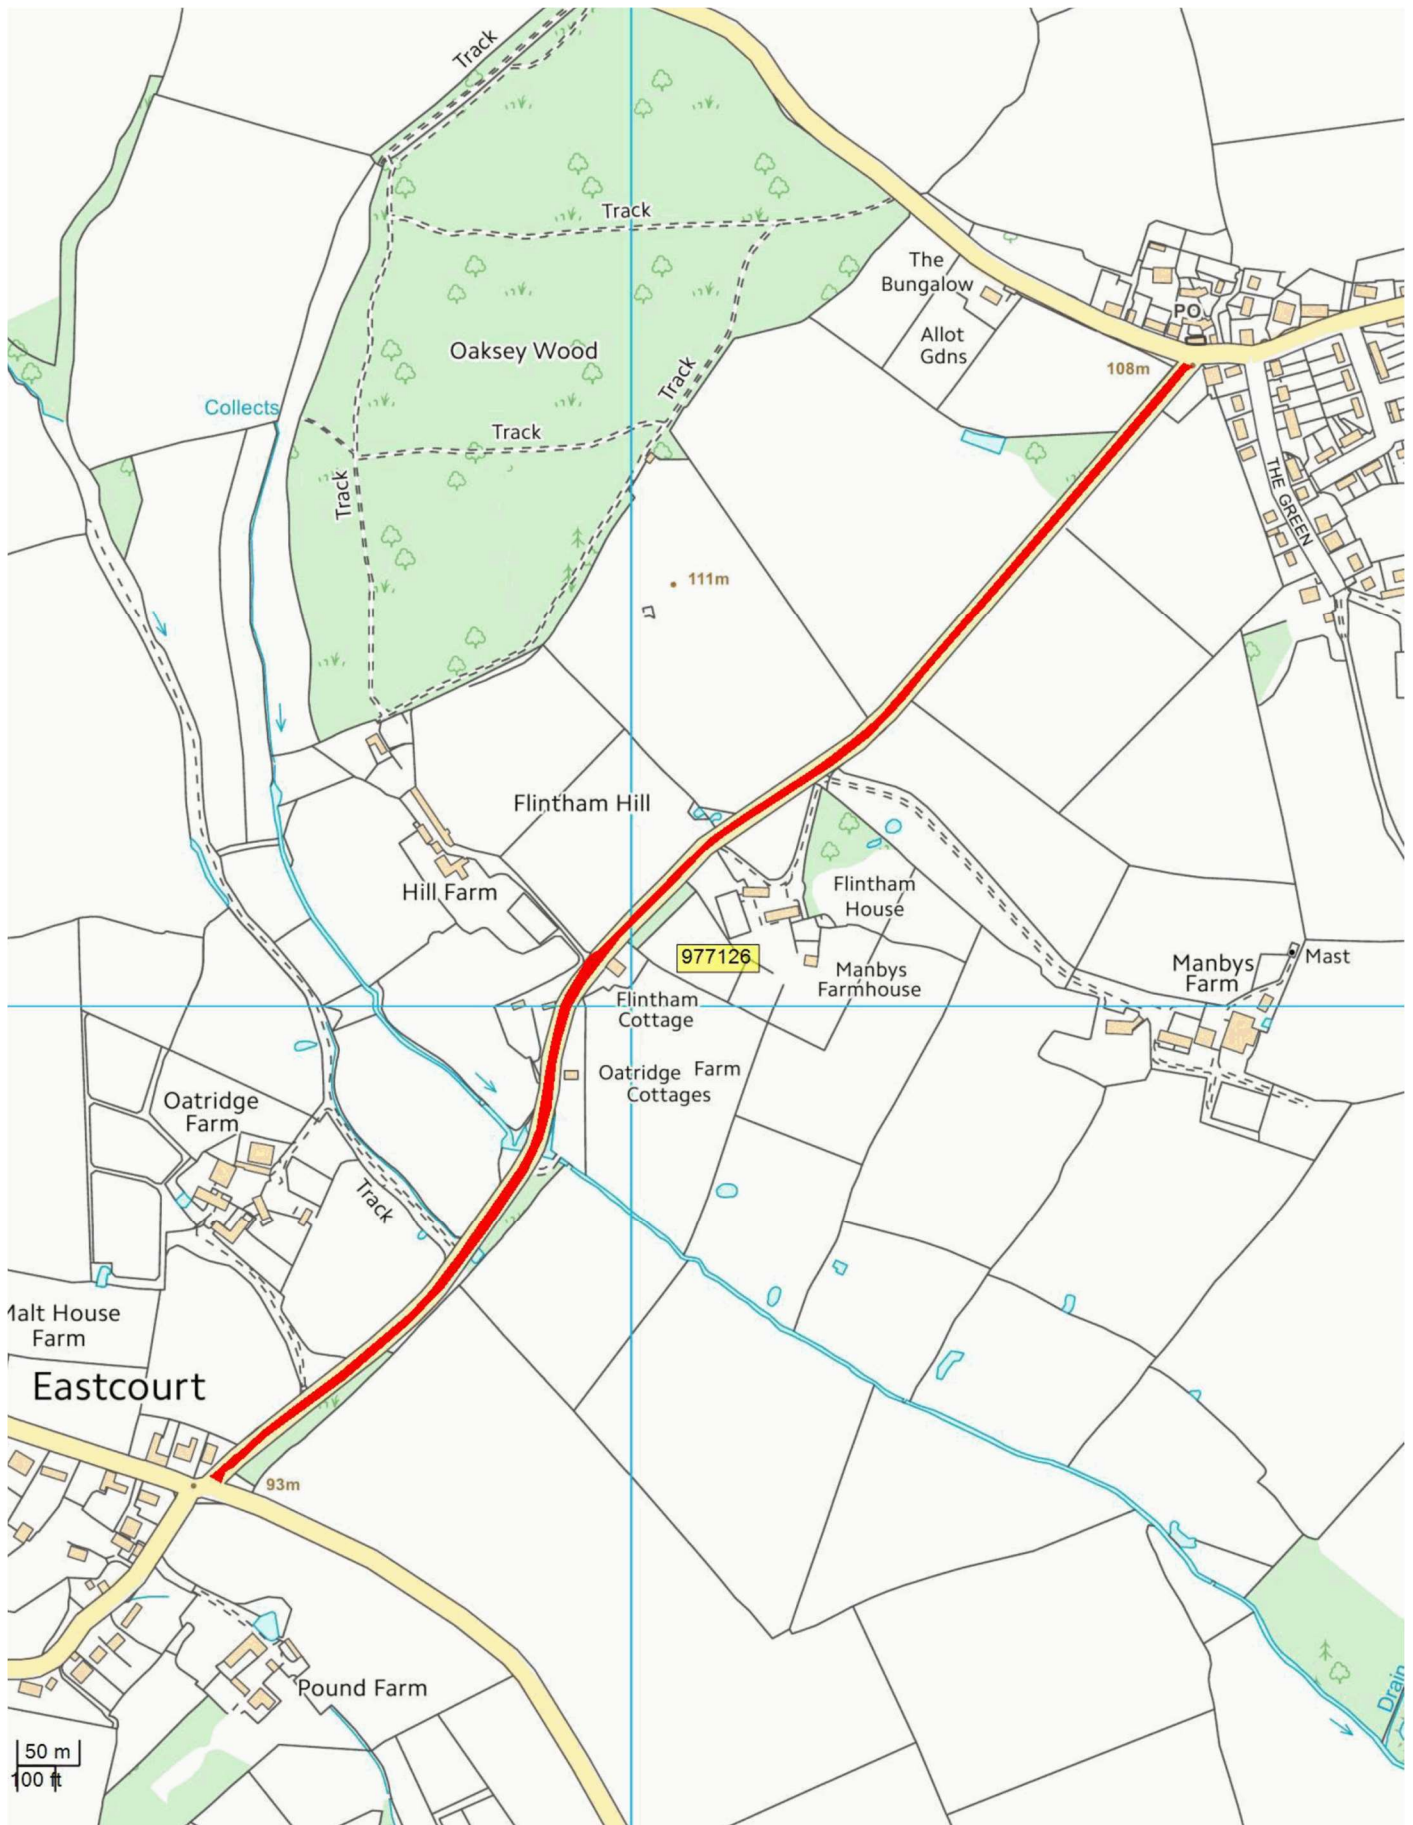 Track
Track
The
Bungalow
PO
Allot
Gdns
Oaksey Wood
108m
Track
Collects
Track
Track
THE GREEN
111m
Flintham Hill
Hill Farm
Flintham
House
977126
Manbys
Farmhouse
Manbys
Farm
Mast
Flintham
Cottage
Oatridge Farm
Cottages
Oatridge
Farm
Track
Malt House
Farm
Eastcourt
93m
Pound Farm
Drain
50 m
100 ft